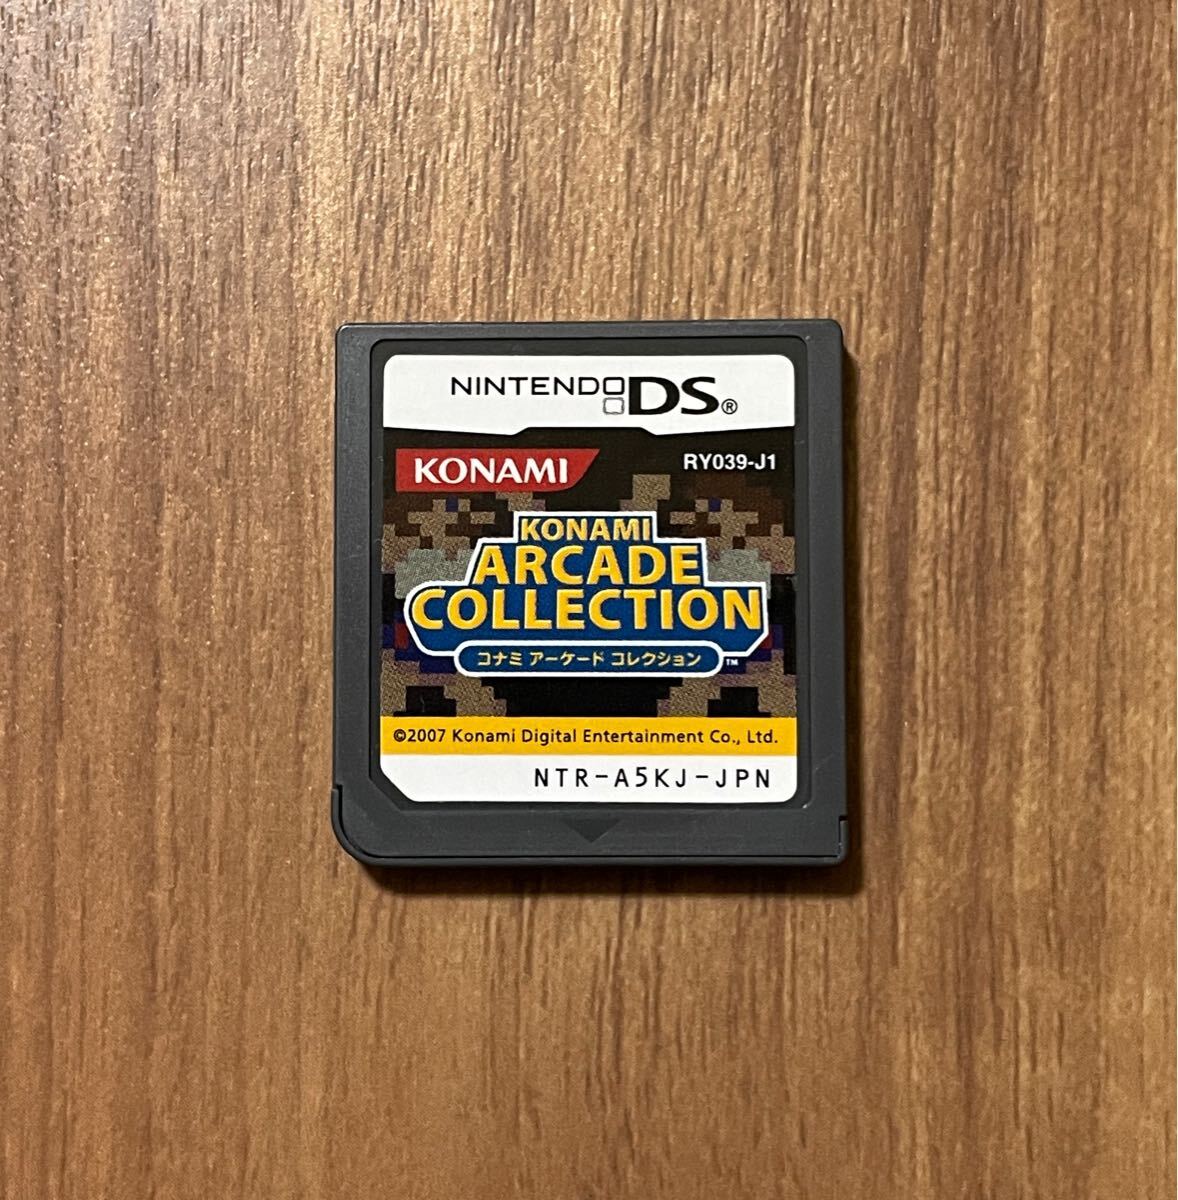 NINTENDO DS®
KONAMI
RY039-J1
KONAMI
ARCADE
COLLECTION
コナミ アーケード コレクション ™
©2007 Konami Digital Entertainment Co., Ltd.
NTR-A5KJ-JPN